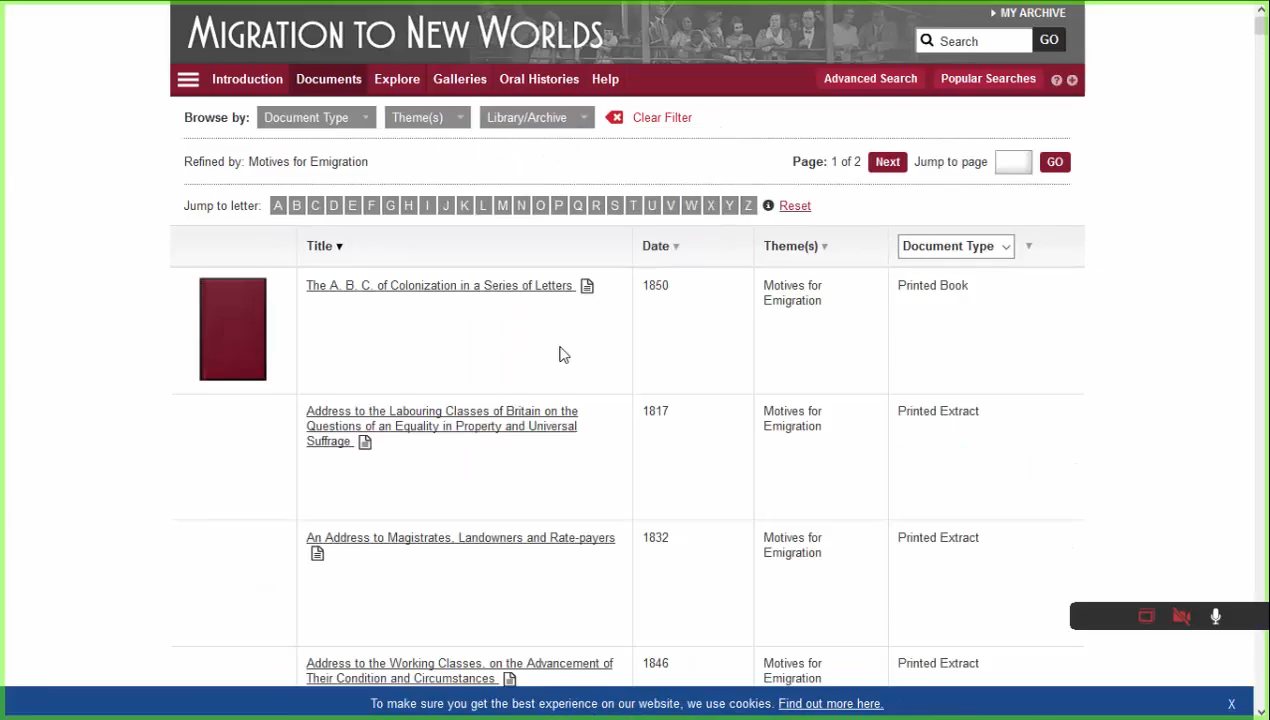 MIGRATION TO NEW WORLDS
MY ARCHIVE
Search GO
Introduction Documents Explore Galleries Oral Histories Help Advanced Search Popular Searches
Browse by: Document Type Theme(s) Library/Archive Clear Filter
Refined by: Motives for Emigration Page: 1 of 2 Next Jump to page GO
Jump to letter: A B C D E F G H I J K L M N O P Q R S T U V W X Y Z Reset
Title Date Theme(s) Document Type
The A. B. C. of Colonization in a Series of Letters 1850 Motives for Printed Book
Emigration
Address to the Labouring Classes of Britain on the 1817 Motives for Printed Extract
Questions of an Equality in Property and Universal Emigration
Suffrage
An Address to Magistrates, Landowners and Rate-payers 1832 Motives for Printed Extract
Emigration
Address to the Working Classes, on the Advancement of 1846 Motives for Printed Extract
Their Condition and Circumstances Emigration
To make sure you get the best experience on our website, we use cookies. Find out more here. X